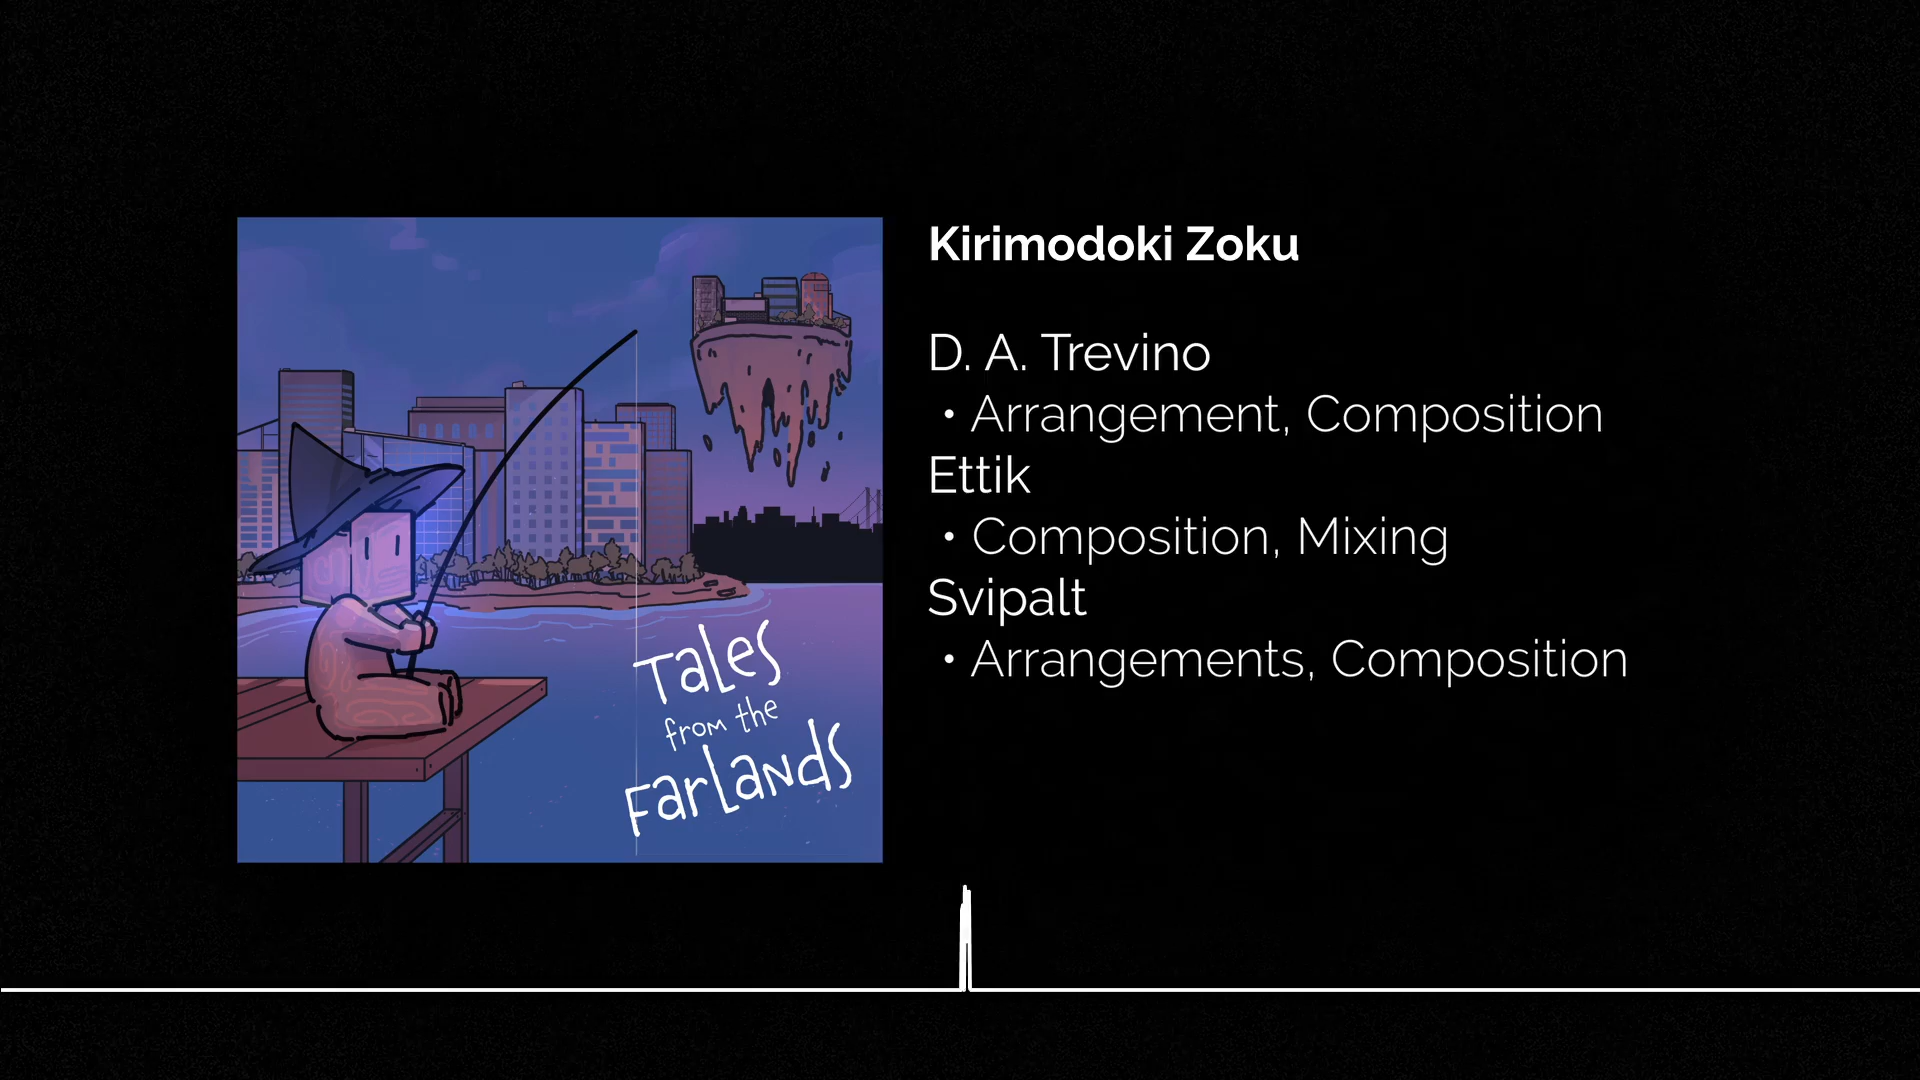 Kirimodoki Zoku
D. A. Trevino
• Arrangement, Composition
Ettik
• Composition, Mixing
Svipalt
• Arrangements, Composition
Tales
from the
Farlands